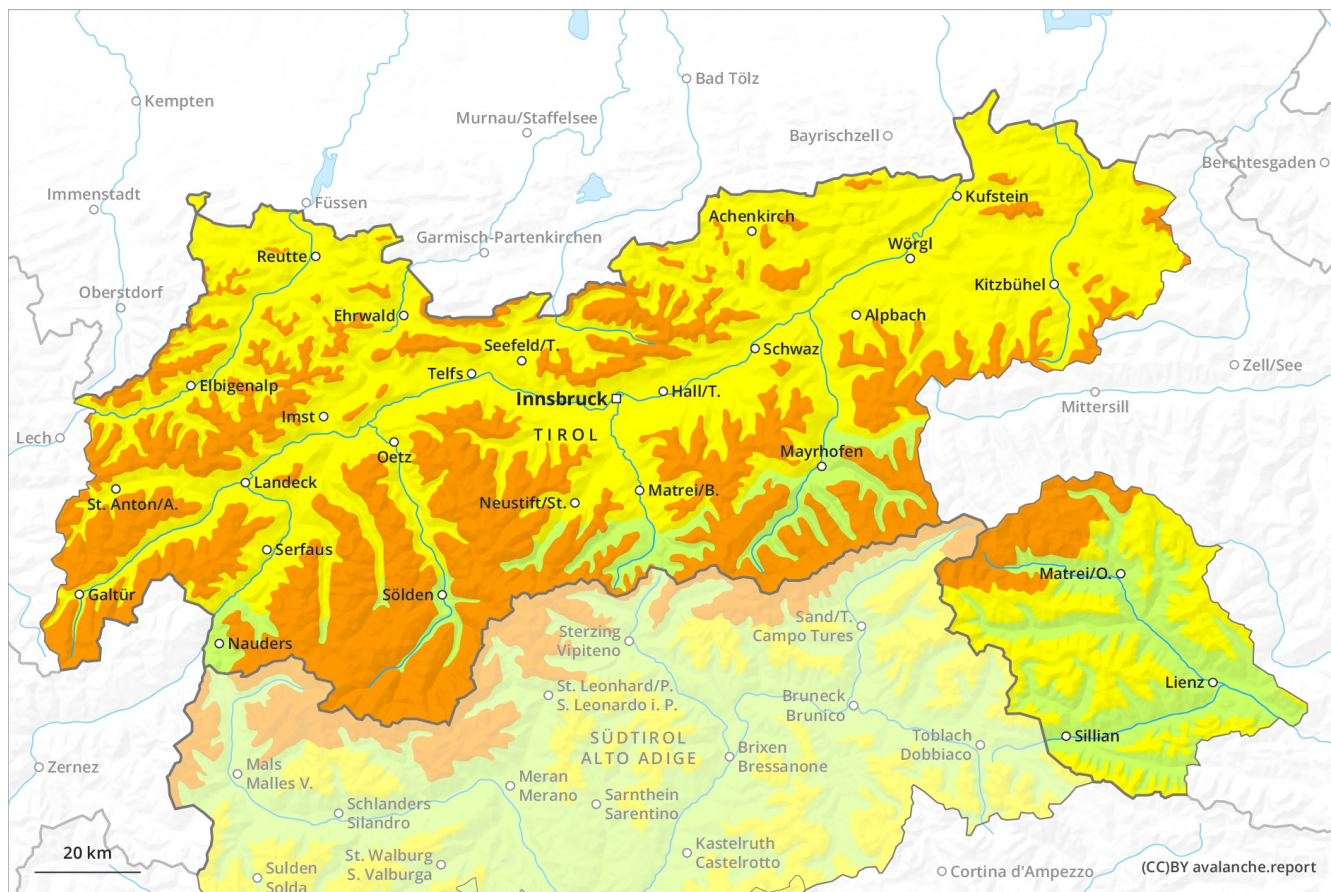 Bad Tölz
Kempten
Murnau/Staffelsee
Bayrischzell
Berchtesgaden
Immenstadt
Füssen
Kufstein
Achenkirch
Garmisch-Partenkirchen
Wörgl
Reutte
Kitzbühel
Oberstdorf
Ehrwald
Alpbach
Seefeld/T.
Schwaz
Zell/See
Telfs
Elbigenalp
Hall/T.
Innsbruck
Mittersill
Imst
TIROL
Lech
Oetz
Mayrhofen
Landeck
Matrei/B.
St. Anton/A.
Neustift/St.
Serfaus
Matrei/O.
Galtür
Sölden
Sand/T.
Campo Tures
Sterzing
Vipiteno
Nauders
Lienz
St. Leonhard/P.
S. Leonardo i. P.
Bruneck
Brunico
Sillian
SÜDTIROL
ALTO ADIGE
Toblach
Dobbiaco
Brixen
Bressanone
Zernez
Mals
Malles V.
Meran
Merano
Sarnthein
Sarentino
Schlanders
Silandro
Kastelruth
Castelrotto
20 km
St. Walburg
S. Valburga
Sulden
Solda
Cortina d'Ampezzo
(CC)BY avalanche.report